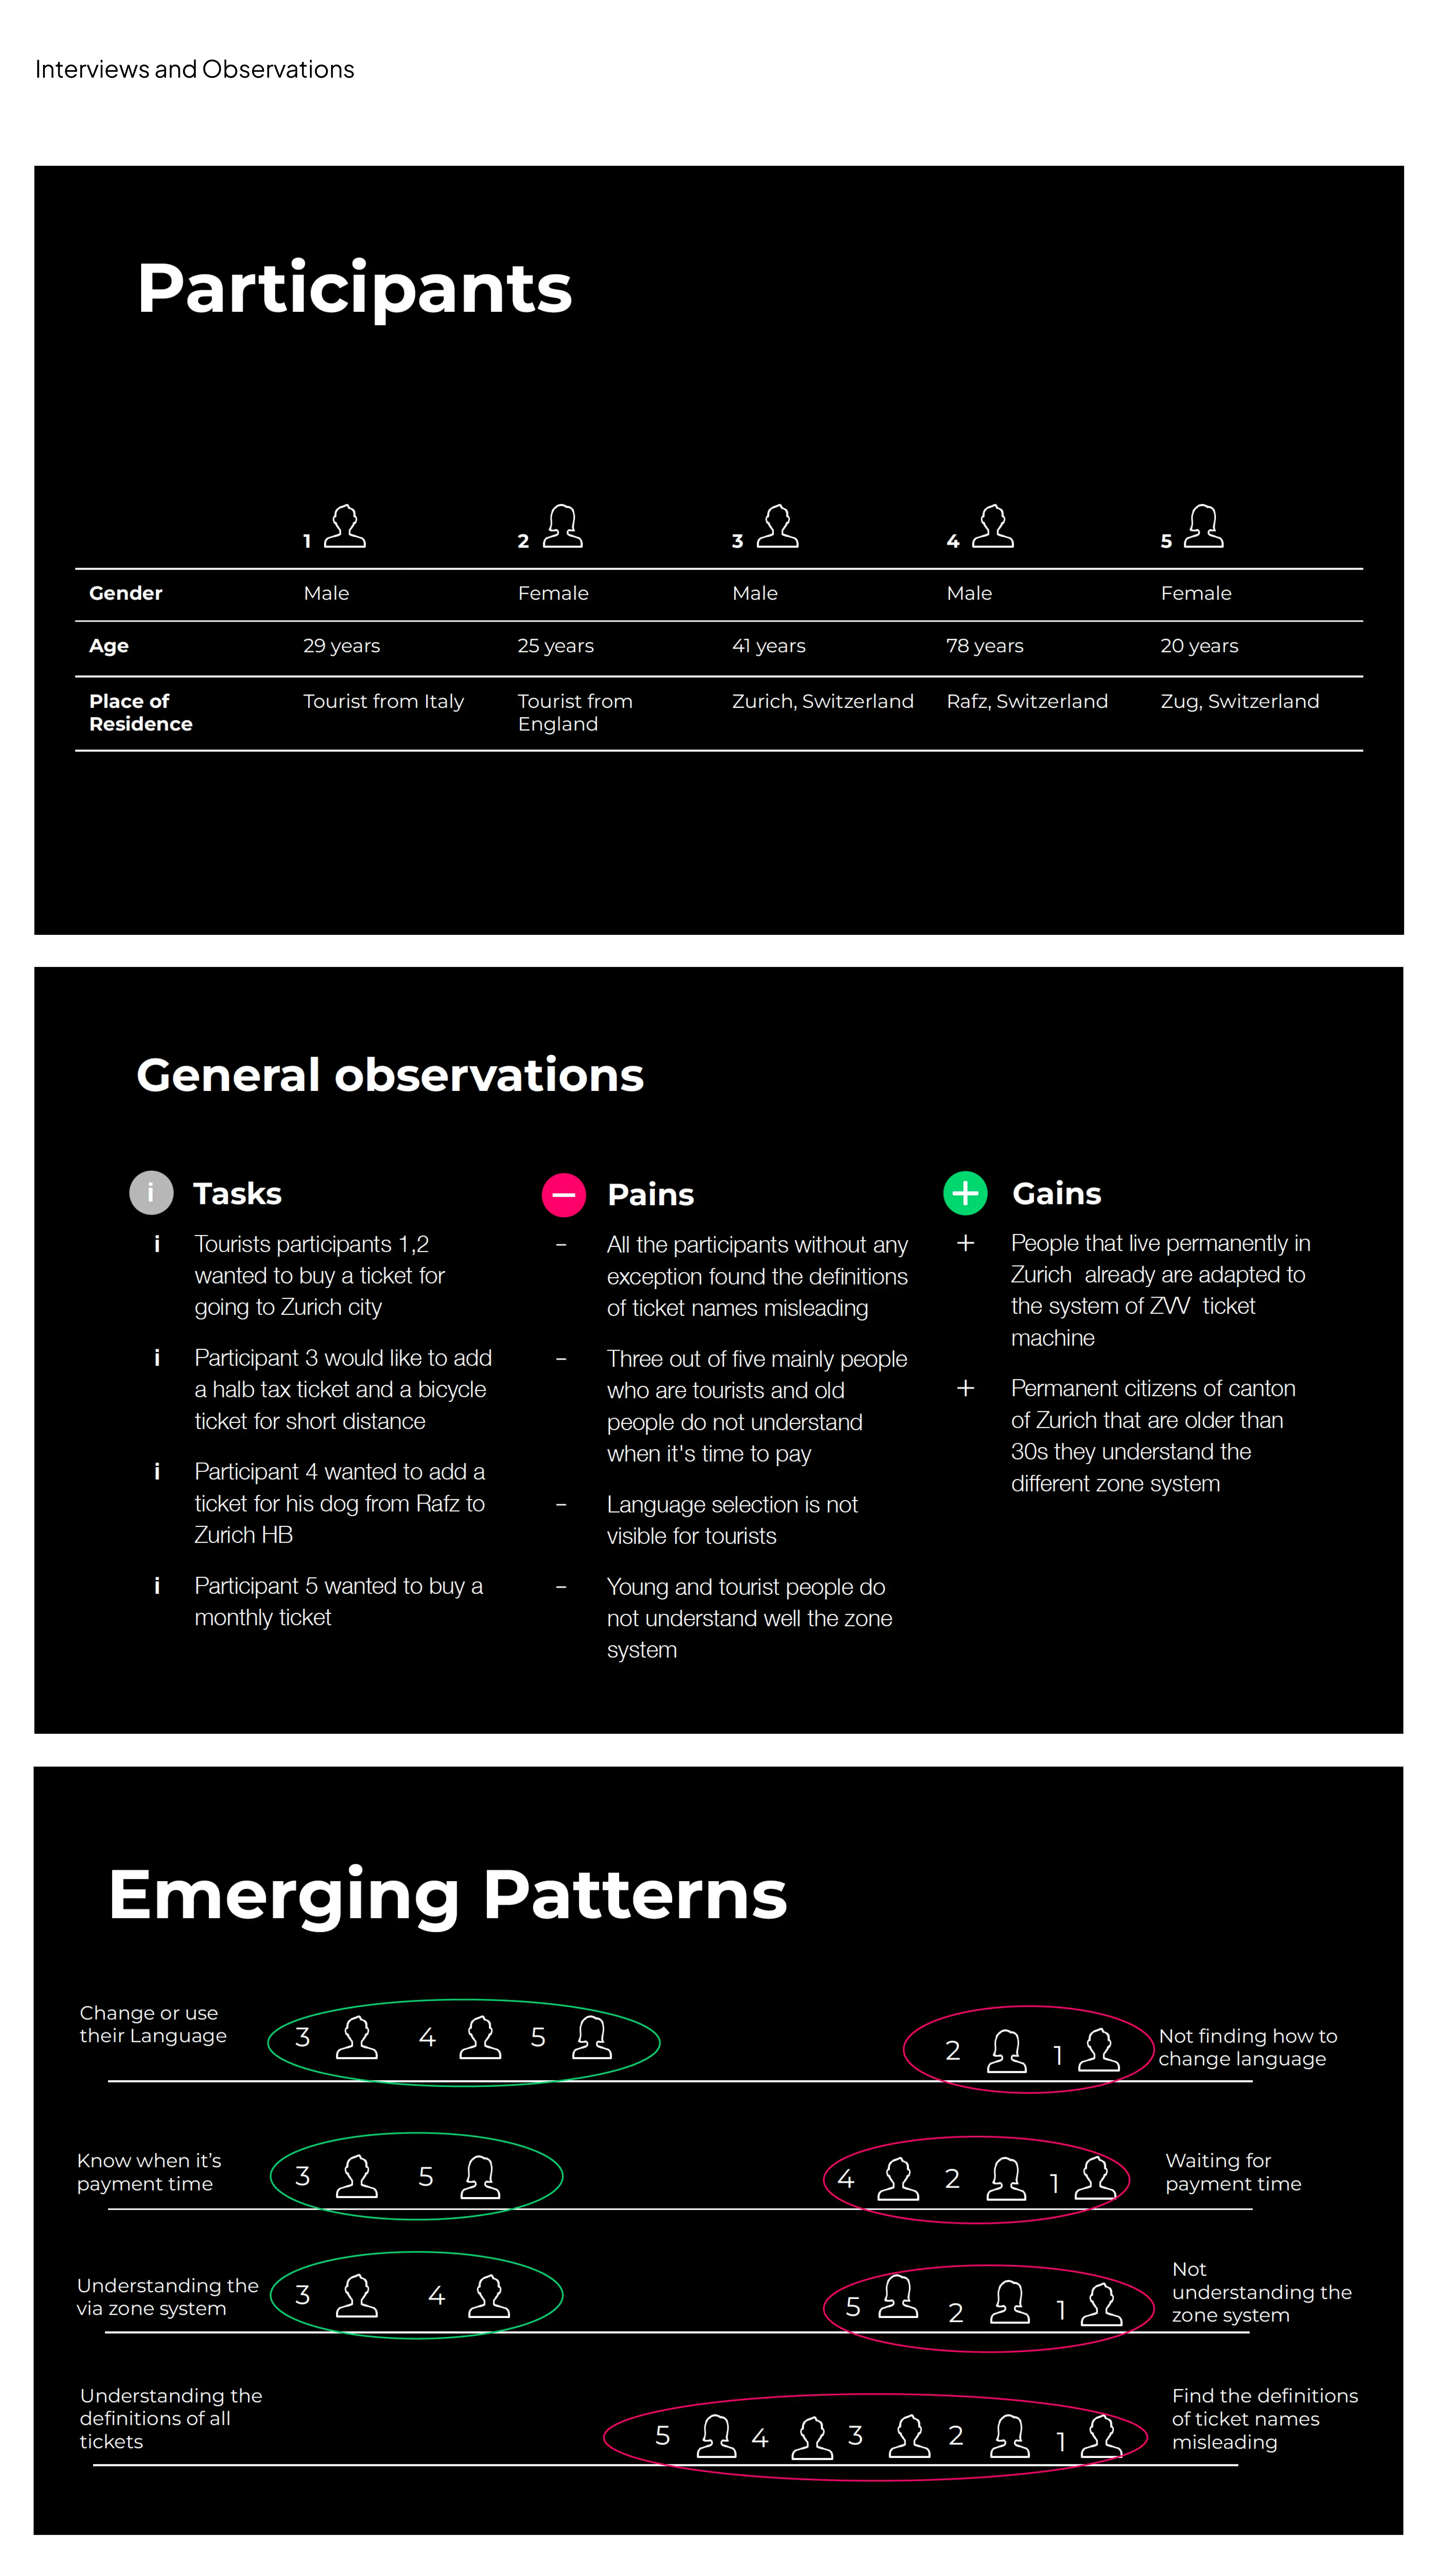 Interviews and Observations
Participants
1 2 3 4 5
Gender Male Female Male Male Female
Age 29 years 25 years 41 years 78 years 20 years
Place of Residence Tourist from Italy Tourist from England Zurich, Switzerland Rafz, Switzerland Zug, Switzerland
General observations
i Tasks
i Tourists participants 1,2
wanted to buy a ticket for
going to Zurich city
i Participant 3 would like to add
a halb tax ticket and a bicycle
ticket for short distance
i Participant 4 wanted to add a
ticket for his dog from Rafz to
Zurich HB
i Participant 5 wanted to buy a
monthly ticket
− Pains
- All the participants without any
exception found the definitions
of ticket names misleading
- Three out of five mainly people
who are tourists and old
people do not understand
when it's time to pay
- Language selection is not
visible for tourists
- Young and tourist people do
not understand well the zone
system
+ Gains
+ People that live permanently in
Zurich already are adapted to
the system of ZVV ticket
machine
+ Permanent citizens of canton
of Zurich that are older than
30s they understand the
different zone system
Emerging Patterns
Change or use
their Language
3 4 5
2 1
Not finding how to
change language
Know when it's
payment time
3 5
4 2 1
Waiting for
payment time
Understanding the
via zone system
3 4
5 2 1
Not
understanding the
zone system
Understanding the
definitions of all
tickets
5 4 3 2 1
Find the definitions
of ticket names
misleading